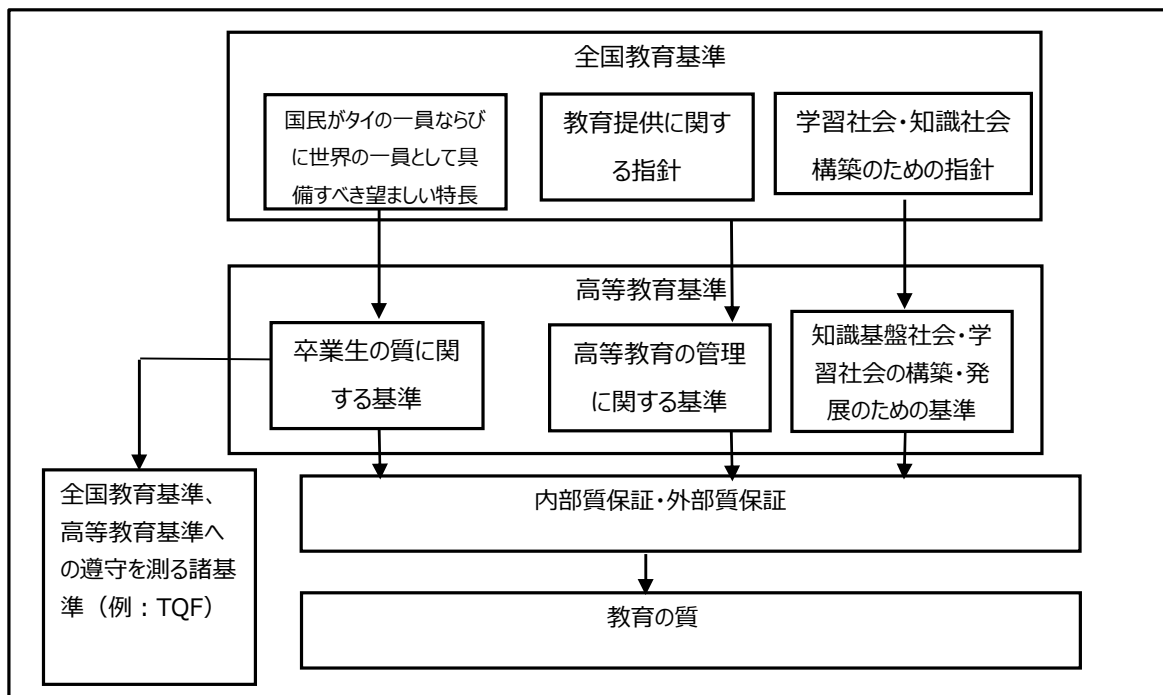 全国教育基準
国民がタイの一員ならび
に世界の一員として具
備すべき望ましい特長
教育提供に関す
る指針
学習社会・知識社会
構築のための指針
高等教育基準
卒業生の質に関
する基準
高等教育の管理
に関する基準
知識基盤社会・学
習社会の構築・発
展のための基準
全国教育基準、
高等教育基準へ
の遵守を測る諸基
準（例：TQF）
内部質保証・外部質保証
教育の質